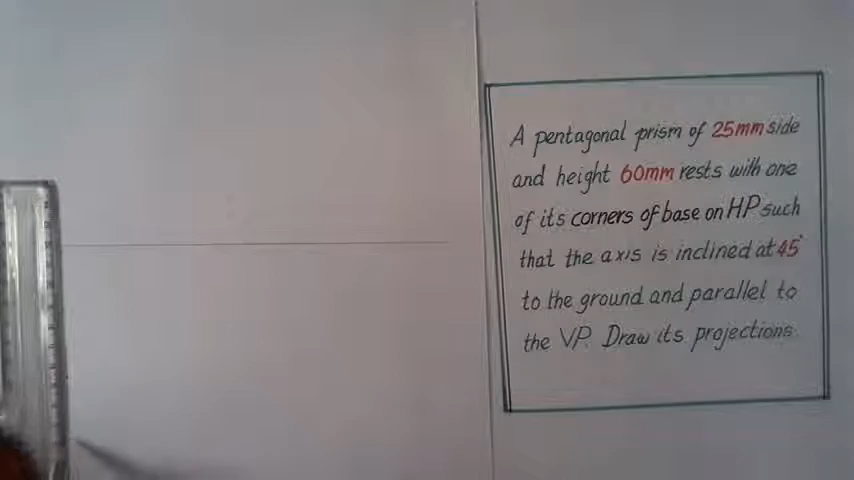 A pentagonal prism of 25mm side
and height 60mm rests with one
of its corners of base on HP such
that the axis is inclined at 45°
to the ground and parallel to
the VP. Draw its projections.